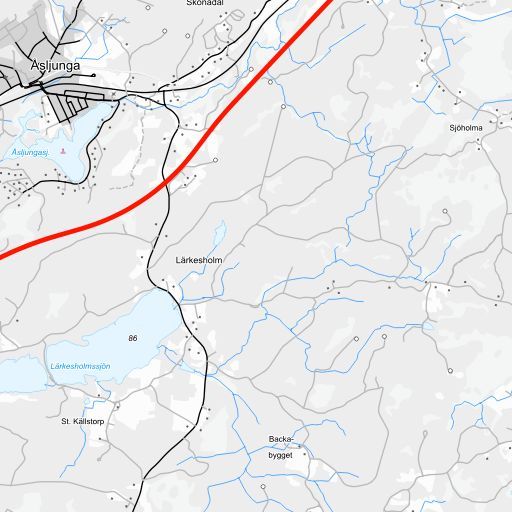 Skönadal
Åsljunga
Sjöholma
Åsljungasj.
Lärkesholm
86
Lärkesholmssjön
St. Källstorp
Backa-
bygget